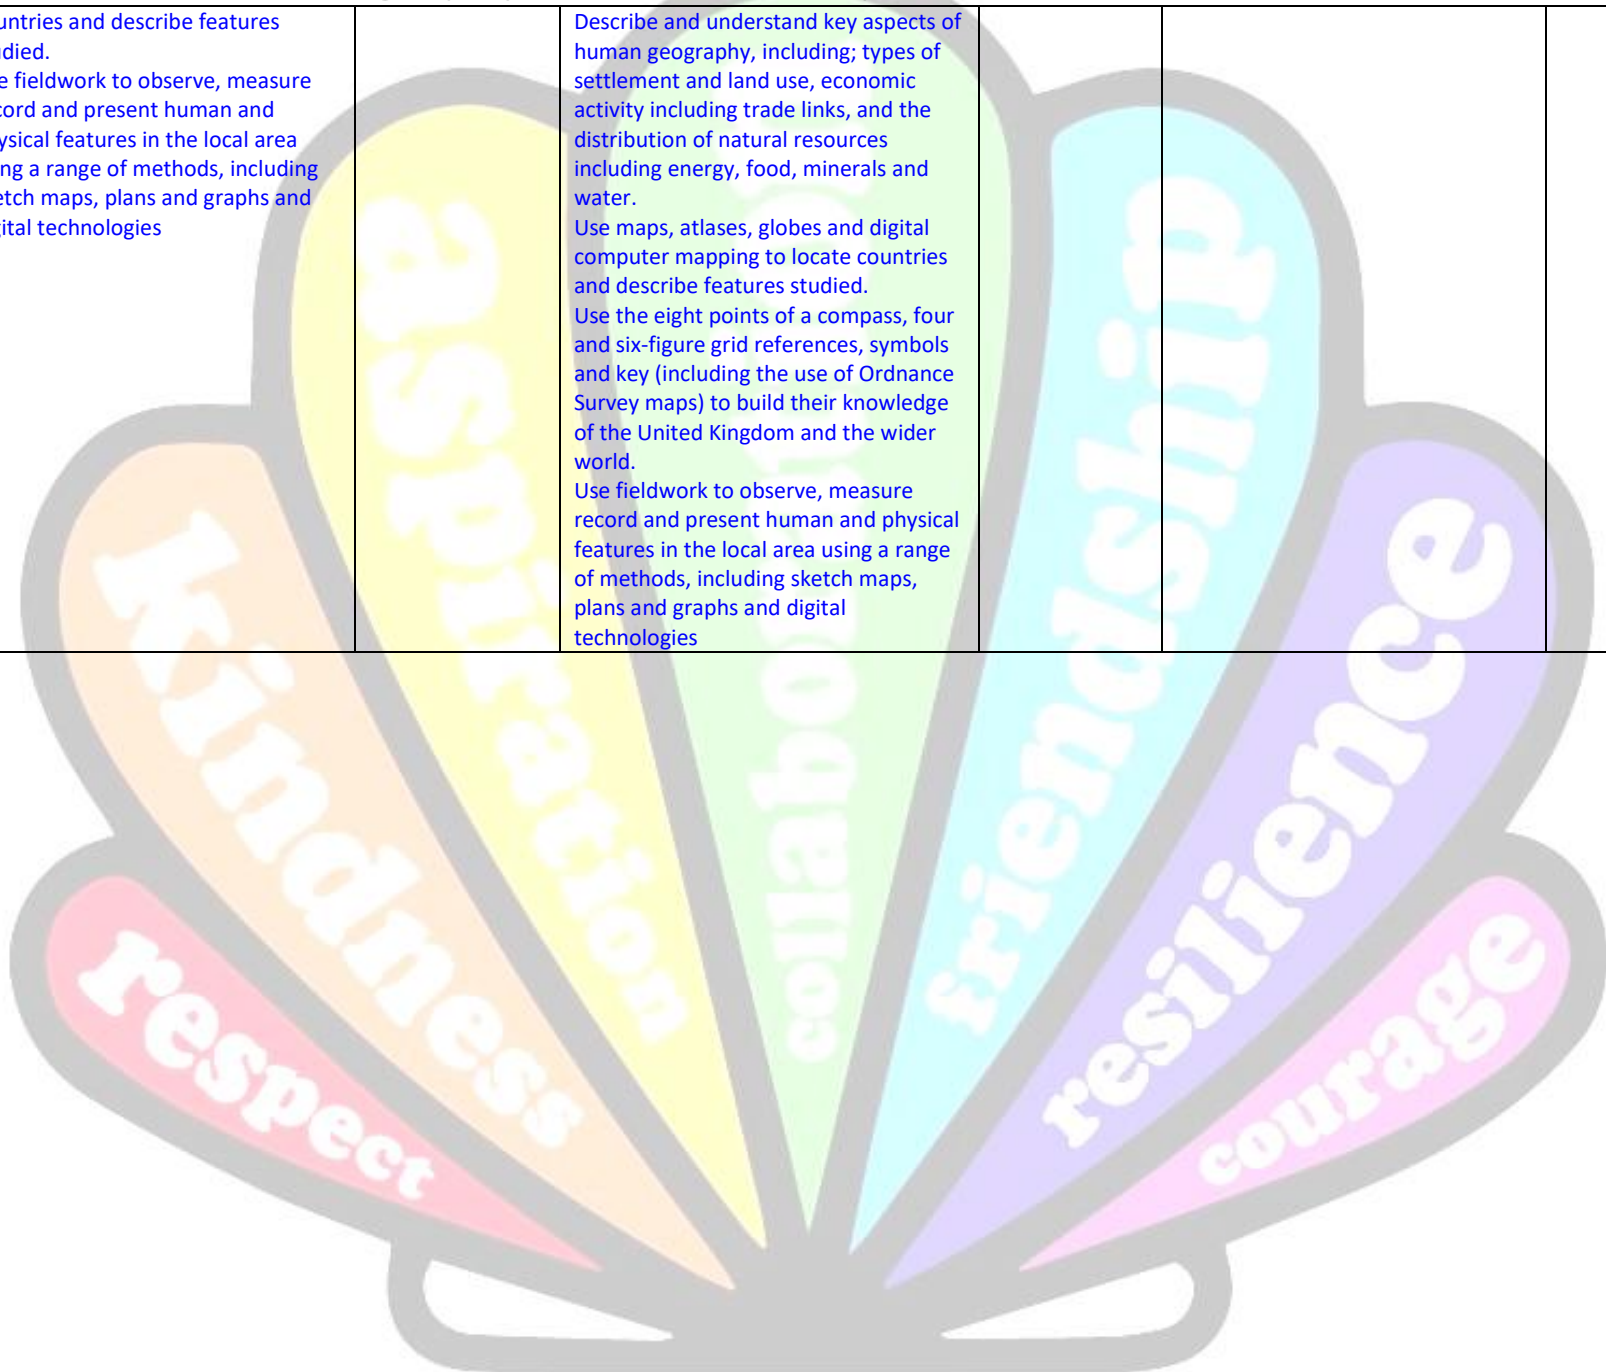 untries and describe features
udied.
e fieldwork to observe, measure
cord and present human and
ysical features in the local area
ing a range of methods, including
etch maps, plans and graphs and
gital technologies
Describe and understand key aspects of
human geography, including; types of
settlement and land use, economic
activity including trade links, and the
distribution of natural resources
including energy, food, minerals and
water.
Use maps, atlases, globes and digital
computer mapping to locate countries
and describe features studied.
Use the eight points of a compass, four
and six-figure grid references, symbols
and key (including the use of Ordnance
Survey maps) to build their knowledge
of the United Kingdom and the wider
world.
Use fieldwork to observe, measure
record and present human and physical
features in the local area using a range
of methods, including sketch maps,
plans and graphs and digital
technologies
respect
kindness
aspiration
collaboration
friendship
resilience
courage